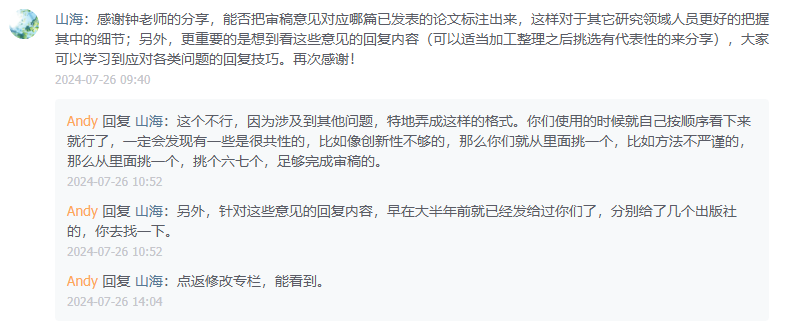 山海：感谢钟老师的分享，能否把审稿意见对应哪篇已发表的论文标注出来，这样对于其它研究领域人员更好的把握
其中的细节；另外，更重要的是想到看这些意见的回复内容（可以适当加工整理之后挑选有代表性的来分享），大家
可以学习到应对各类问题的回复技巧。再次感谢！
2024-07-26 09:40
Andy 回复 山海：这个不行，因为涉及到其他问题，特地弄成这样的格式。你们使用的时候就自己按顺序看下来
就行了，一定会发现有一些是很共性的，比如像创新性不够的，那么你们就从里面挑一个，比如方法不严谨的，
那么从里面挑一个，挑个六七个，足够完成审稿的。
2024-07-26 10:52
Andy 回复 山海：另外，针对这些意见的回复内容，早在大半年前就已经发给过你们了，分别给了几个出版社
的，你去找一下。
2024-07-26 10:52
Andy 回复 山海：点返修改专栏，能看到。
2024-07-26 14:04